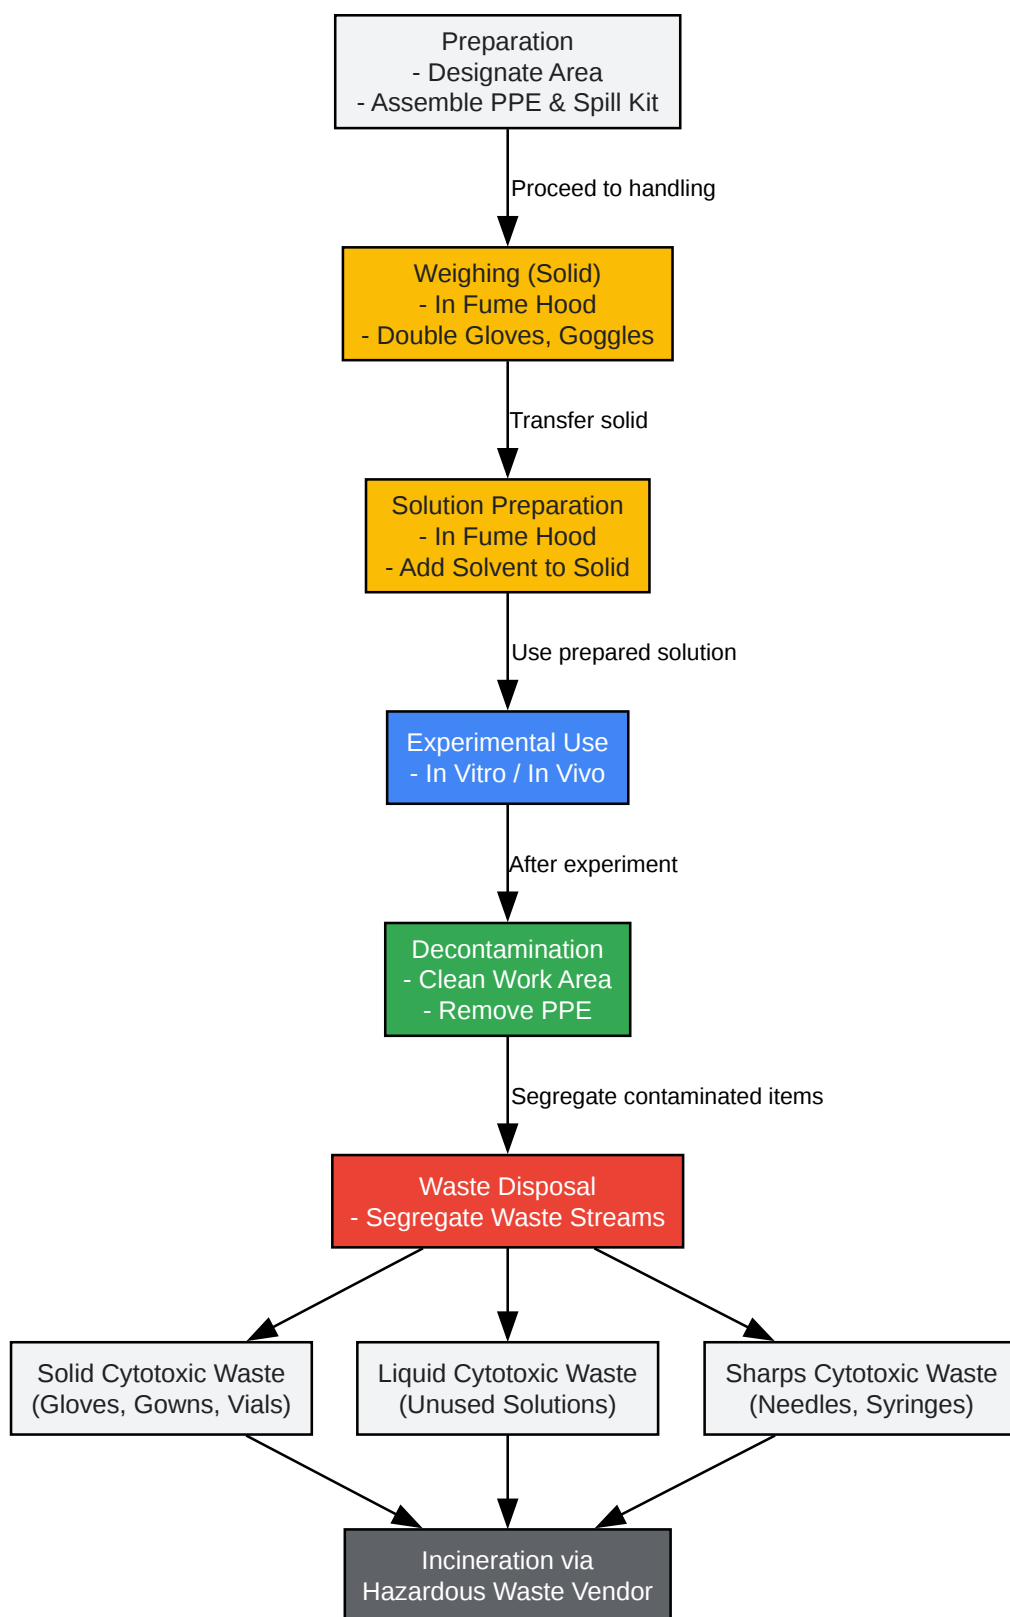 Preparation
- Designate Area
- Assemble PPE & Spill Kit
Proceed to handling
Weighing (Solid)
- In Fume Hood
- Double Gloves, Goggles
Transfer solid
Solution Preparation
- In Fume Hood
- Add Solvent to Solid
Use prepared solution
Experimental Use
- In Vitro / In Vivo
After experiment
Decontamination
- Clean Work Area
- Remove PPE
Segregate contaminated items
Waste Disposal
- Segregate Waste Streams
Solid Cytotoxic Waste
(Gloves, Gowns, Vials)
Liquid Cytotoxic Waste
(Unused Solutions)
Sharps Cytotoxic Waste
(Needles, Syringes)
Incineration via
Hazardous Waste Vendor